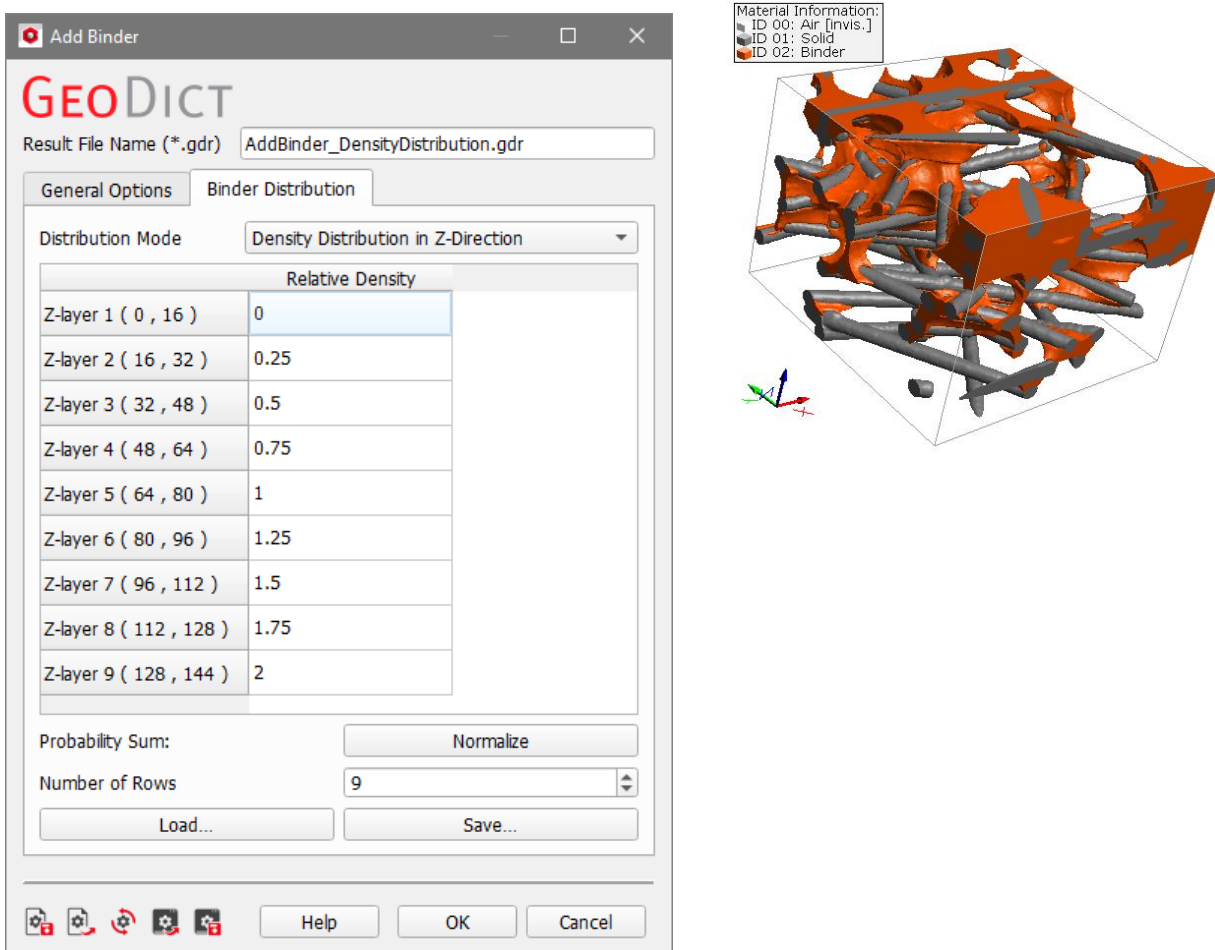 Add Binder
GEODICT
Result File Name (*.gdr) AddBinder_DensityDistribution.gdr
General Options Binder Distribution
Distribution Mode Density Distribution in Z-Direction
Relative Density
Z-layer 1 ( 0 , 16 ) 0
Z-layer 2 ( 16 , 32 ) 0.25
Z-layer 3 ( 32 , 48 ) 0.5
Z-layer 4 ( 48 , 64 ) 0.75
Z-layer 5 ( 64 , 80 ) 1
Z-layer 6 ( 80 , 96 ) 1.25
Z-layer 7 ( 96 , 112 ) 1.5
Z-layer 8 ( 112 , 128 ) 1.75
Z-layer 9 ( 128 , 144 ) 2
Probability Sum: Normalize
Number of Rows 9
Load... Save...
Help OK Cancel
Material Information:
ID 00: Air [invis.]
ID 01: Solid
ID 02: Binder
Y Z X